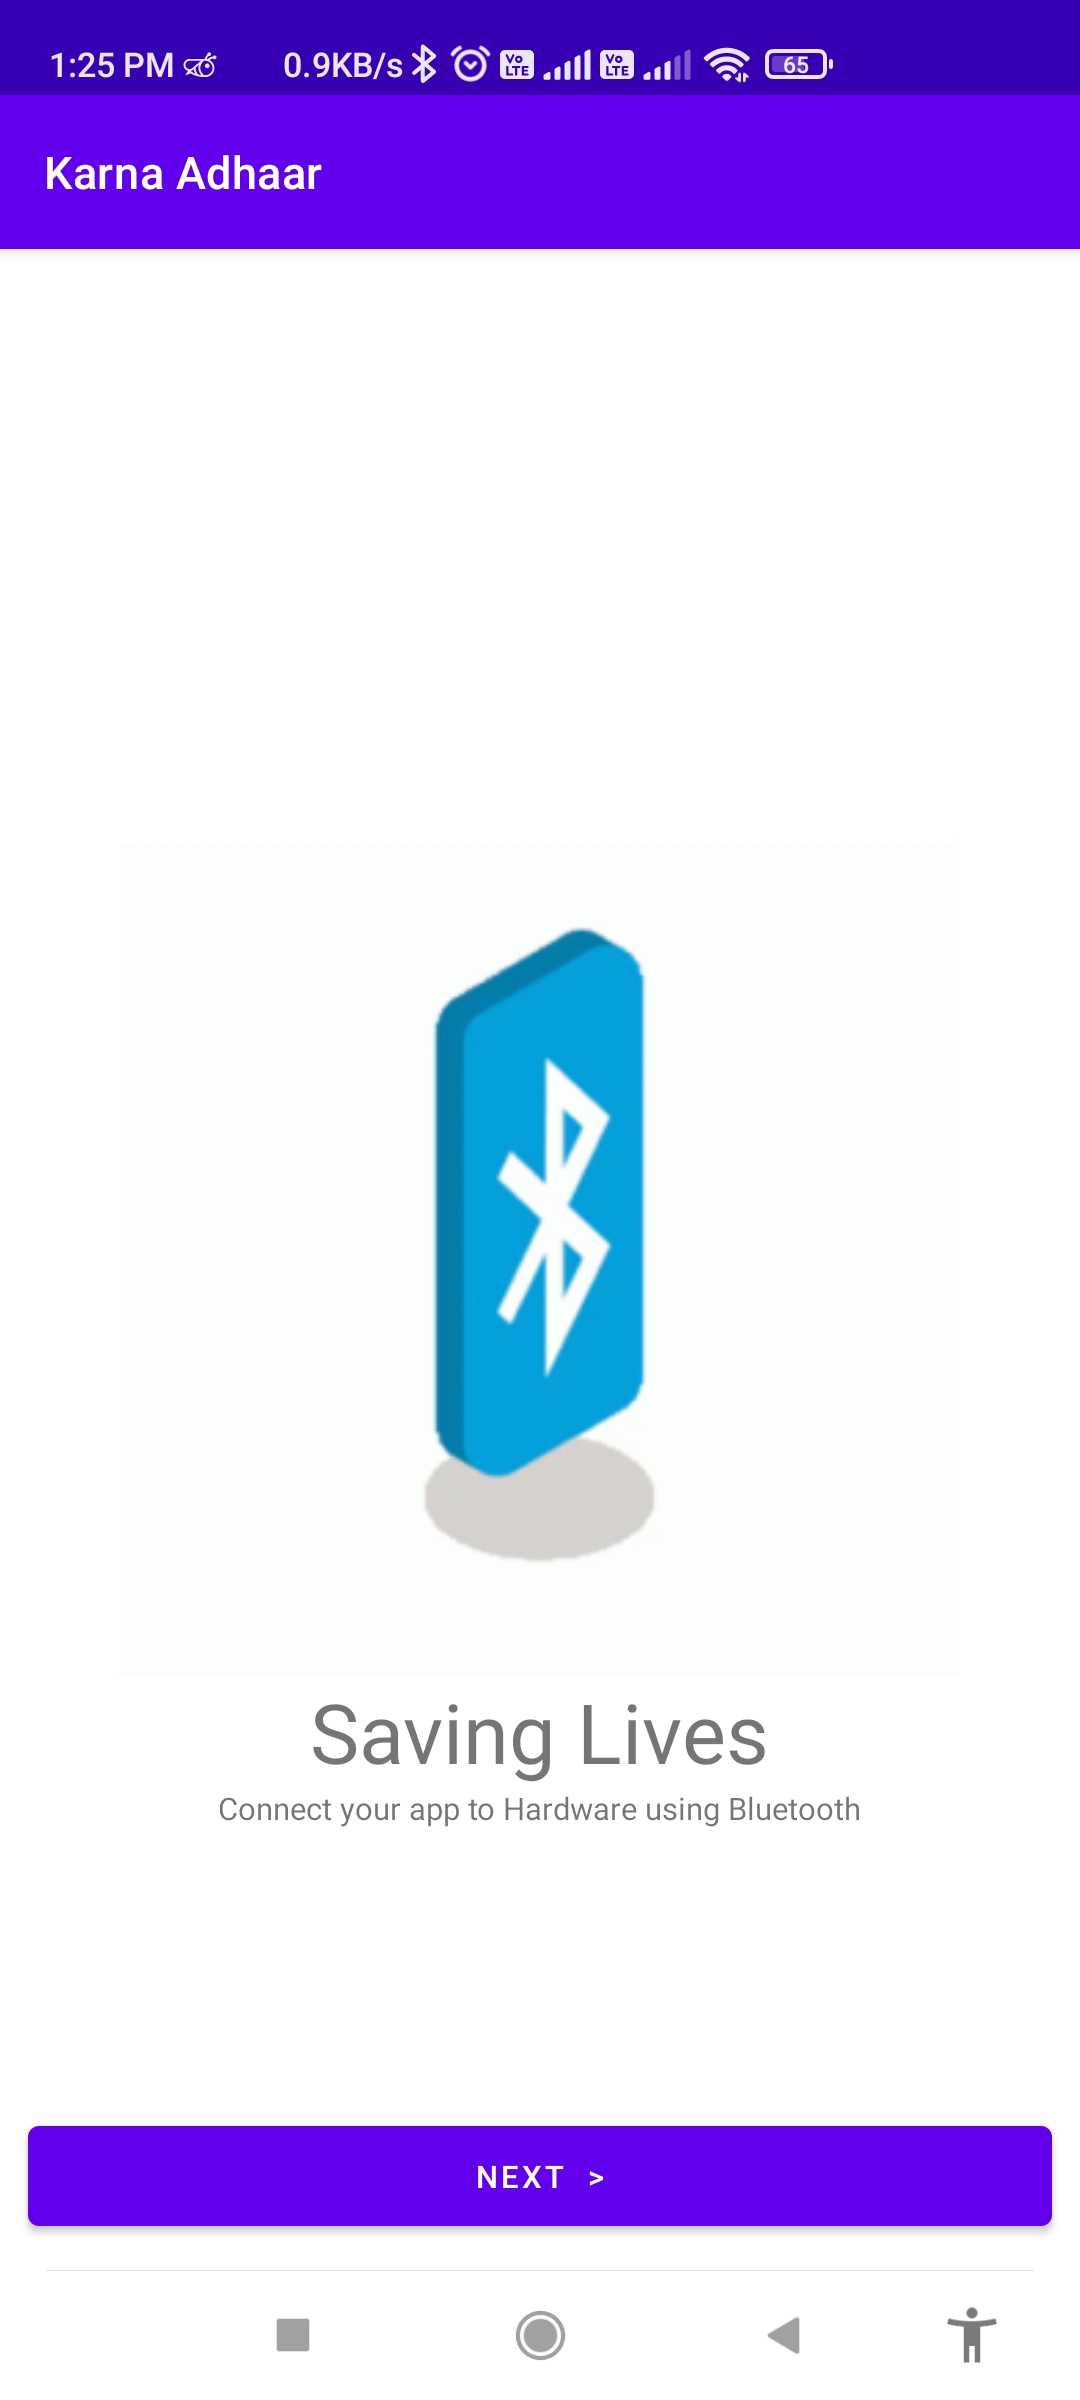 1:25 PM 0.9KB/s Vo LTE Vo LTE 65
Karna Adhaar
Saving Lives
Connect your app to Hardware using Bluetooth
NEXT >